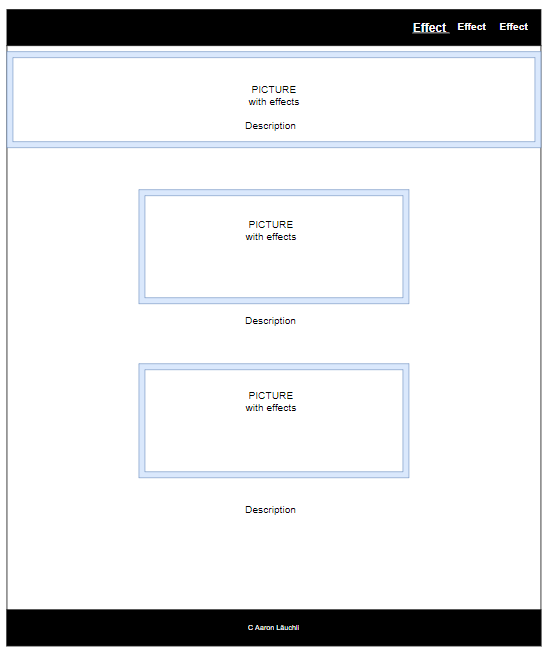 Effect Effect Effect
PICTURE
with effects
Description
PICTURE
with effects
Description
PICTURE
with effects
Description
C Aaron Läuchli